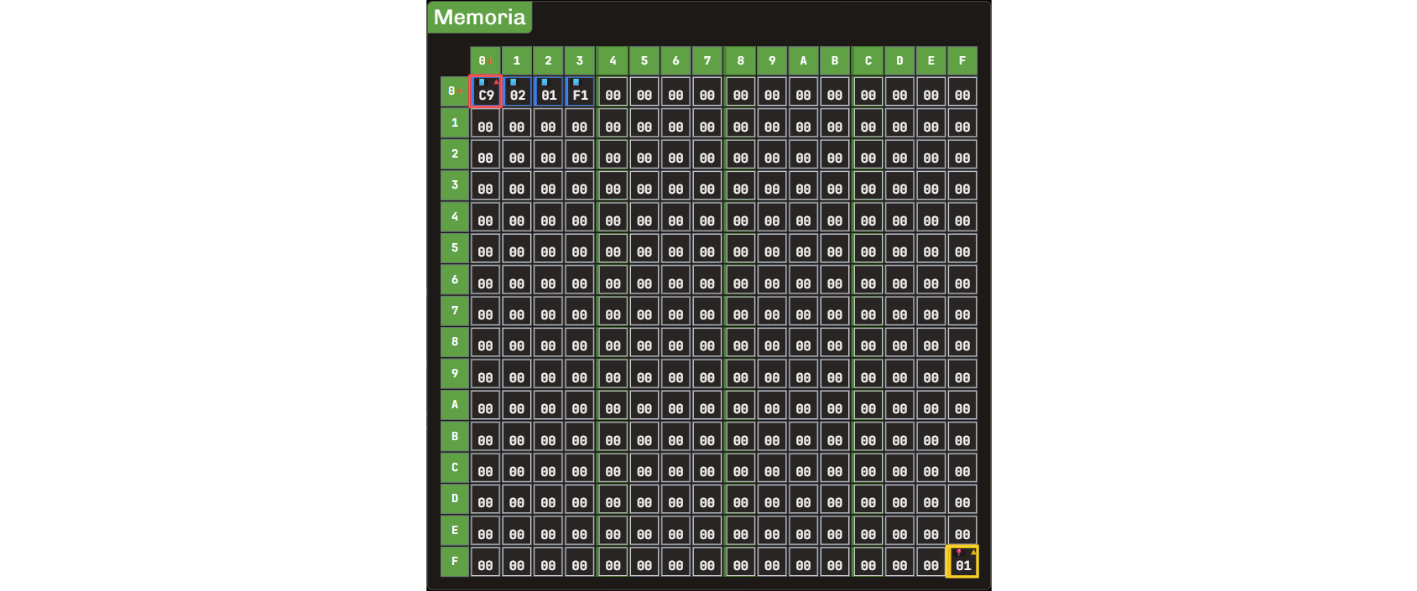 Memoria
0 1 2 3 4 5 6 7 8 9 A B C D E F
0 C9 02 01 F1 00 00 00 00 00 00 00 00 00 00 00 00
1 00 00 00 00 00 00 00 00 00 00 00 00 00 00 00 00
2 00 00 00 00 00 00 00 00 00 00 00 00 00 00 00 00
3 00 00 00 00 00 00 00 00 00 00 00 00 00 00 00 00
4 00 00 00 00 00 00 00 00 00 00 00 00 00 00 00 00
5 00 00 00 00 00 00 00 00 00 00 00 00 00 00 00 00
6 00 00 00 00 00 00 00 00 00 00 00 00 00 00 00 00
7 00 00 00 00 00 00 00 00 00 00 00 00 00 00 00 00
8 00 00 00 00 00 00 00 00 00 00 00 00 00 00 00 00
9 00 00 00 00 00 00 00 00 00 00 00 00 00 00 00 00
A 00 00 00 00 00 00 00 00 00 00 00 00 00 00 00 00
B 00 00 00 00 00 00 00 00 00 00 00 00 00 00 00 00
C 00 00 00 00 00 00 00 00 00 00 00 00 00 00 00 00
D 00 00 00 00 00 00 00 00 00 00 00 00 00 00 00 00
E 00 00 00 00 00 00 00 00 00 00 00 00 00 00 00 00
F 00 00 00 00 00 00 00 00 00 00 00 00 00 00 00 01